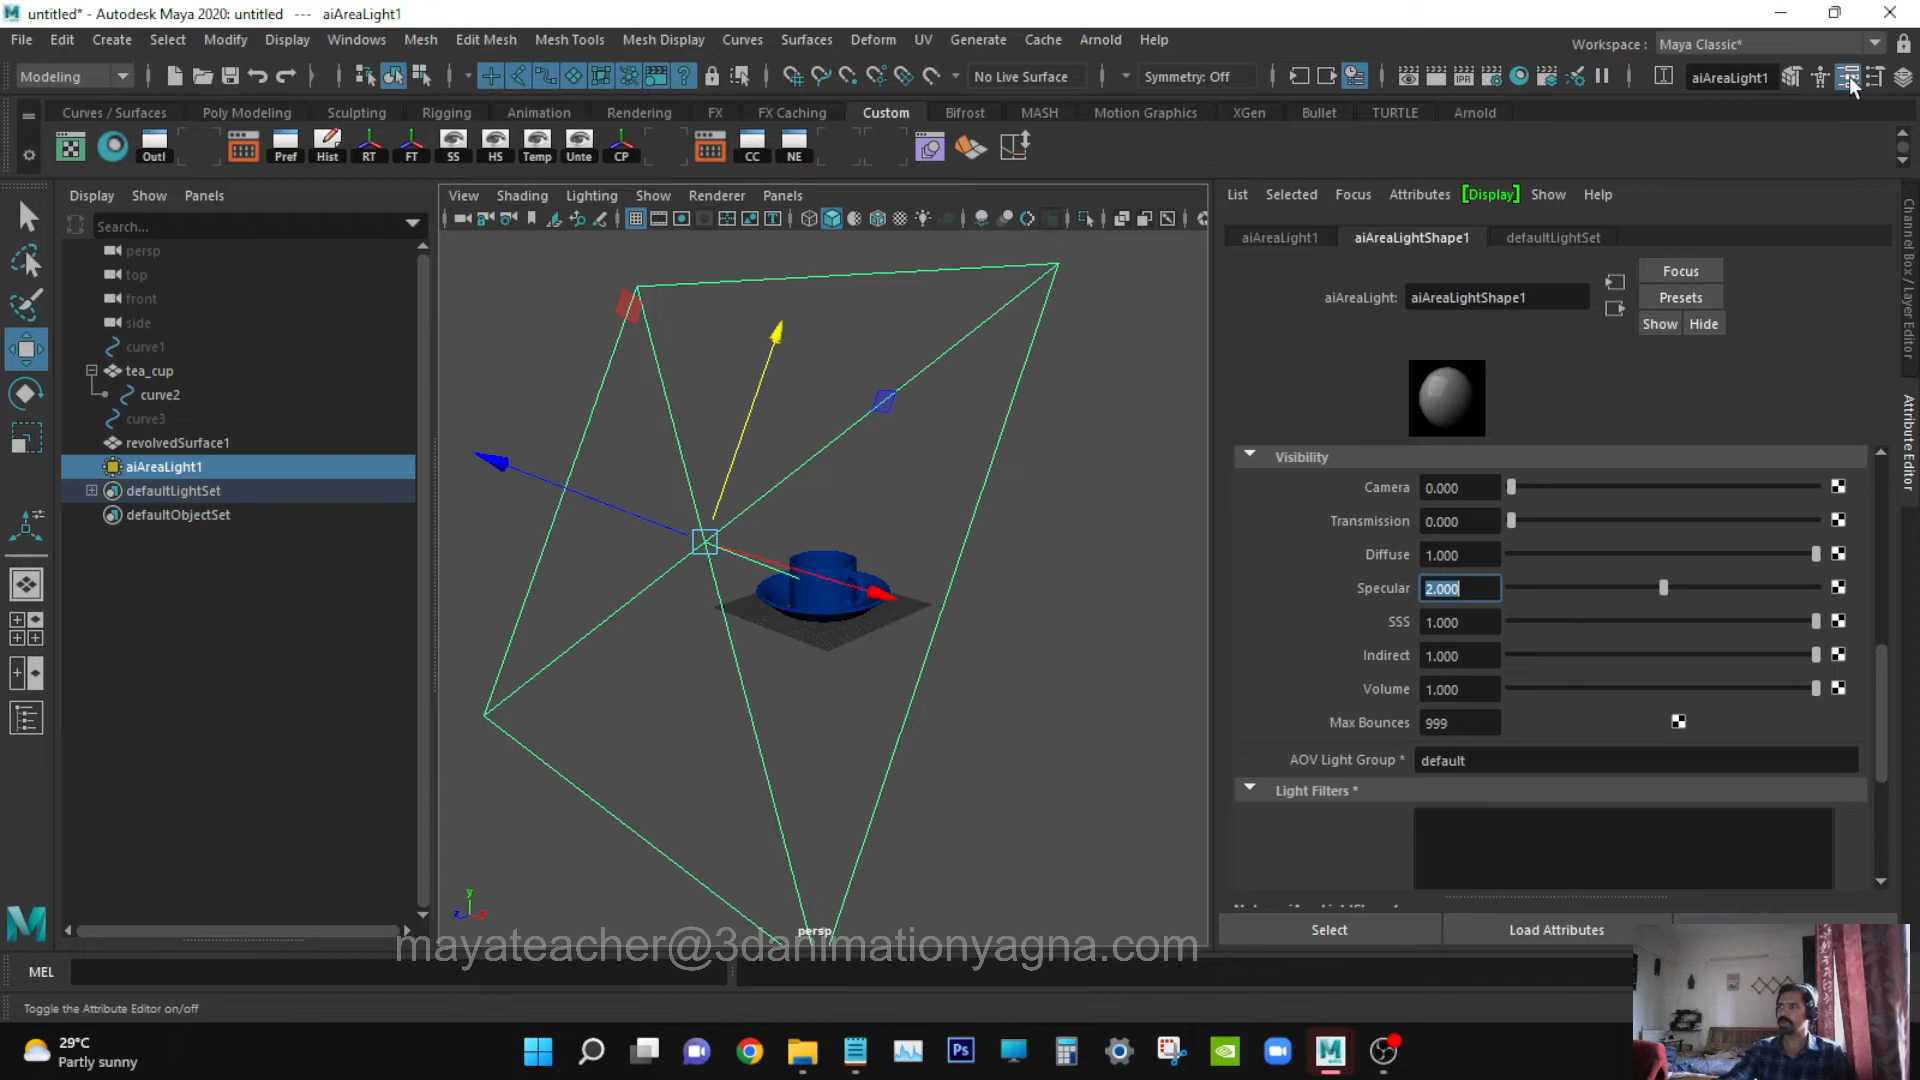 untitled* - Autodesk Maya 2020: untitled --- aiAreaLight1
File Edit Create Select Modify Display Windows Mesh Edit Mesh Mesh Tools Mesh Display Curves Surfaces Deform UV Generate Cache Arnold Help
Workspace : Maya Classic*
Modeling No Live Surface Symmetry: Off IPR aiAreaLight1
Curves / Surfaces Poly Modeling Sculpting Rigging Animation Rendering FX FX Caching Custom Bifrost MASH Motion Graphics XGen Bullet TURTLE Arnold
Outl Pref Hist RT FT SS HS Temp Unte CP CC NE
Display Show Panels
Search...
persp
top
front
side
curve1
tea_cup
curve2
curve3
revolvedSurface1
aiAreaLight1
defaultLightSet
defaultObjectSet
View Shading Lighting Show Renderer Panels
y
z x
persp
List Selected Focus Attributes [Display] Show Help
aiAreaLight1 aiAreaLightShape1 defaultLightSet
Focus
aiAreaLight: aiAreaLightShape1
Presets
Show Hide
Visibility
Camera 0.000
Transmission 0.000
Diffuse 1.000
Specular 2.000
SSS 1.000
Indirect 1.000
Volume 1.000
Max Bounces 999
AOV Light Group * default
Light Filters *
Select Load Attributes
Channel Box / Layer Editor
Attribute Editor
mayateacher@3danimationyagna.com
MEL
Toggle the Attribute Editor on/off
29°C
Partly sunny
Ps
M